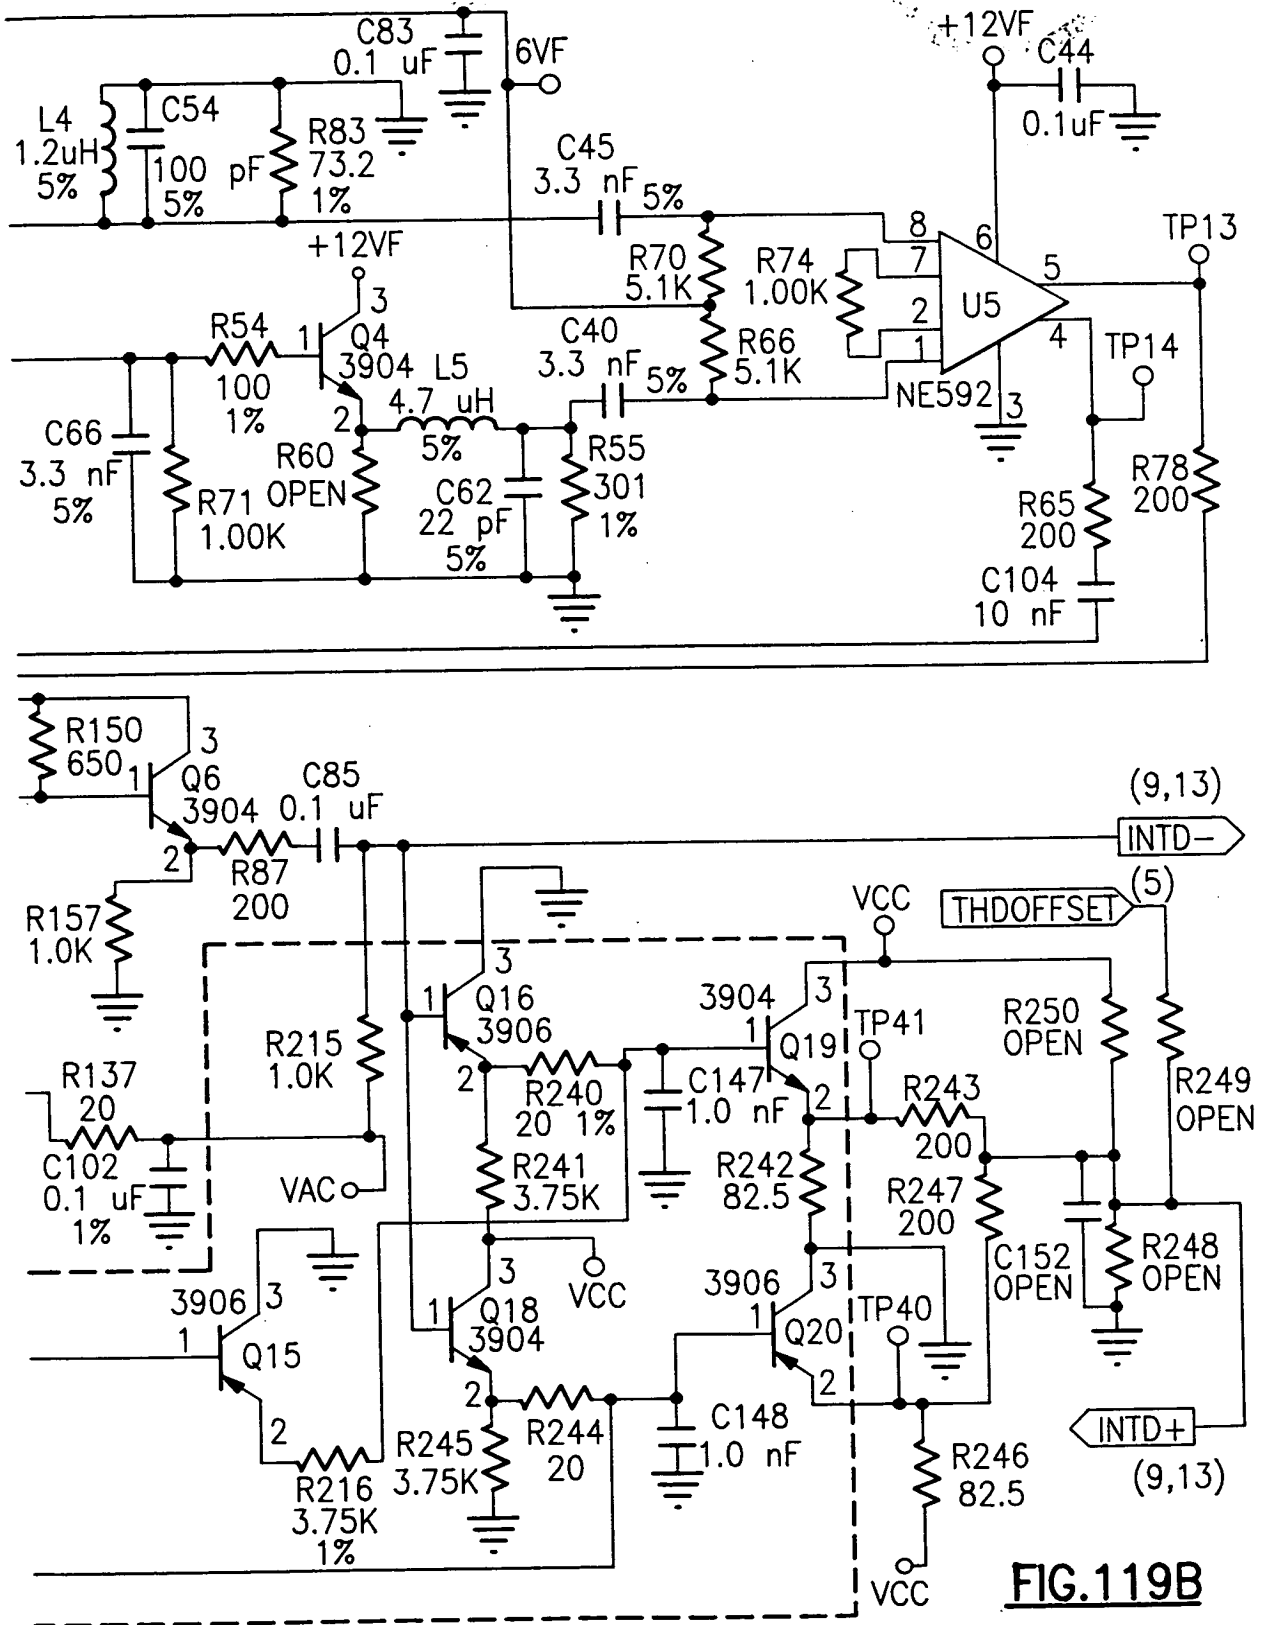 C83
0.1 uF
6VF
+12VF
C44
0.1uF
L4
1.2uH
5%
C54
100 pF
5%
R83
73.2
1%
C45
3.3 nF
5%
+12VF
3
R54
100
1%
1
Q4
3904
2
L5
4.7 uH
5%
R70
5.1K
R74
1.00K
8
7
2
1
6
U5
5
4
3
NE592
TP13
TP14
C40
3.3 nF
5%
R66
5.1K
C66
3.3 nF
5%
R71
1.00K
R60
OPEN
C62
22 pF
5%
R55
301
1%
R65
200
R78
200
C104
10 nF
R150
650
1
3
Q6
3904
2
C85
0.1 uF
R87
200
R157
1.0K
(9,13)
INTD-
(5)
THDOFFSET
VCC
3
1
Q16
3906
2
R215
1.0K
R240
20 1%
3904
3
1
Q19
2
TP41
C147
1.0 nF
R250
OPEN
R249
OPEN
R243
200
R137
20
C102
0.1 uF
1%
VAC
R241
3.75K
R242
82.5
R247
200
C152
OPEN
R248
OPEN
VCC
3906
3
1
Q15
2
3
1
Q18
3904
2
3906
3
1
Q20
2
TP40
R216
3.75K
1%
R245
3.75K
R244
20
C148
1.0 nF
R246
82.5
VCC
INTD+
(9,13)
FIG.119B